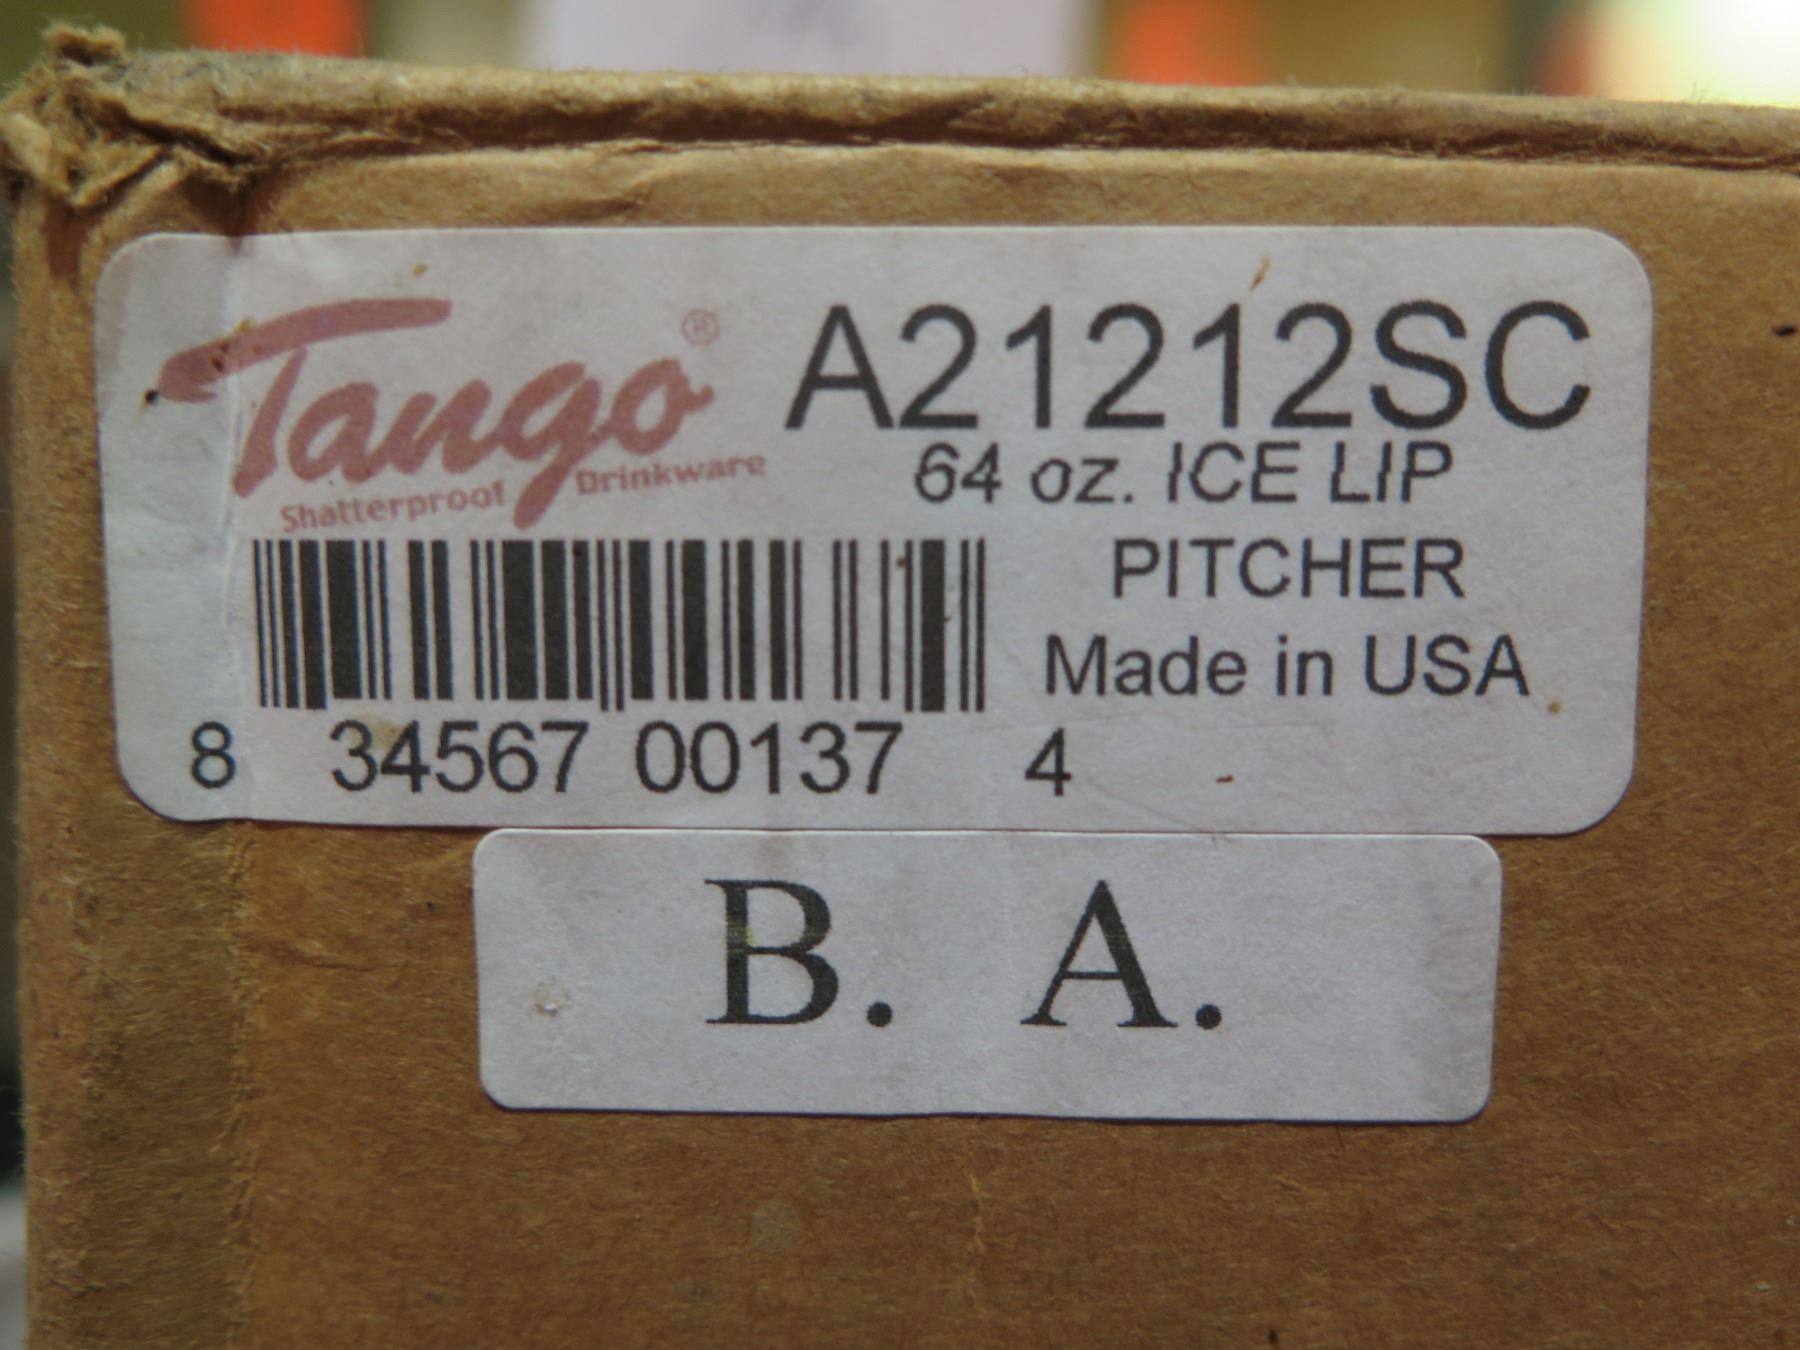 Tango®
Shatterproof Drinkware
A21212SC
64 oz. ICE LIP
PITCHER
Made in USA
8 34567 00137 4
B. A.